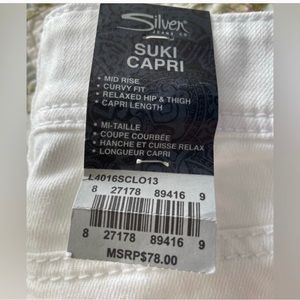 Silver
JEANS CO.
SUKI
CAPRI
• MID RISE
• CURVY FIT
• RELAXED HIP & THIGH
• CAPRI LENGTH
• MI-TAILLE
• COUPE COURBÉE
• HANCHE ET CUISSE RELAX
• LONGUEUR CAPRI
L4016SCLO13
8 27178 89416 9
8 27178 89416 9
MSRP$78.00